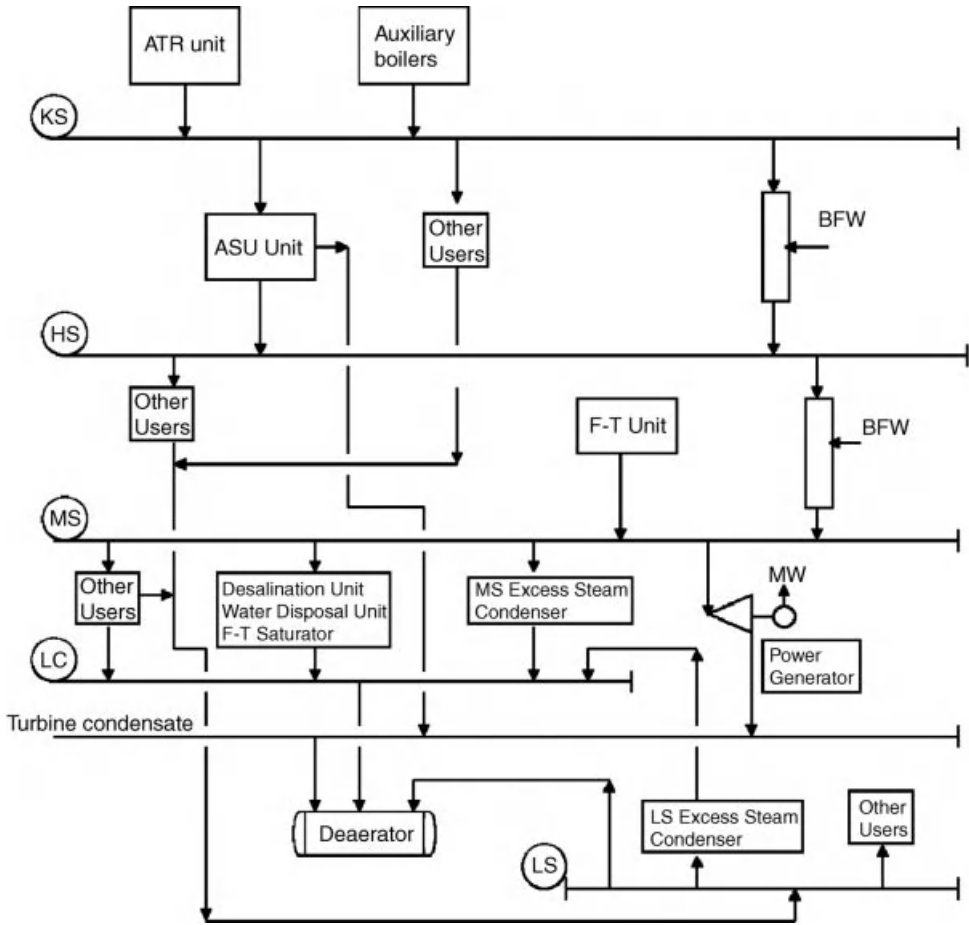 ATR unit
Auxiliary
boilers
KS
ASU Unit
Other
Users
BFW
HS
Other
Users
F-T Unit
BFW
MS
Other
Users
Desalination Unit
Water Disposal Unit
F-T Saturator
MS Excess Steam
Condenser
MW
LC
Power
Generator
Turbine condensate
Deaerator
LS Excess Steam
Condenser
Other
Users
LS